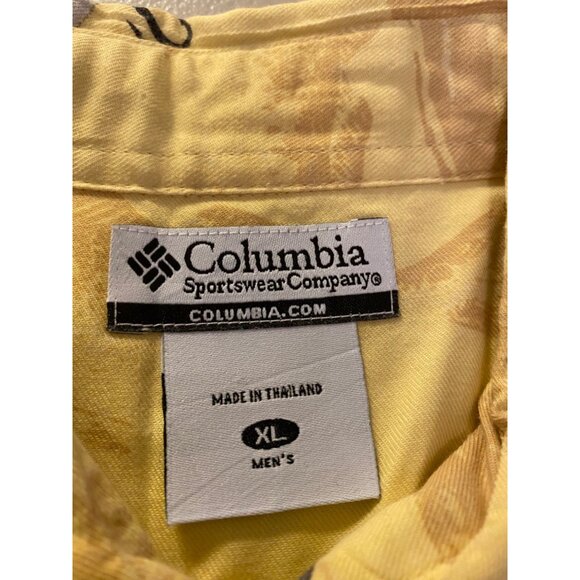 Columbia
Sportswear Company®
COLUMBIA.COM
MADE IN THAILAND
XL
MEN'S